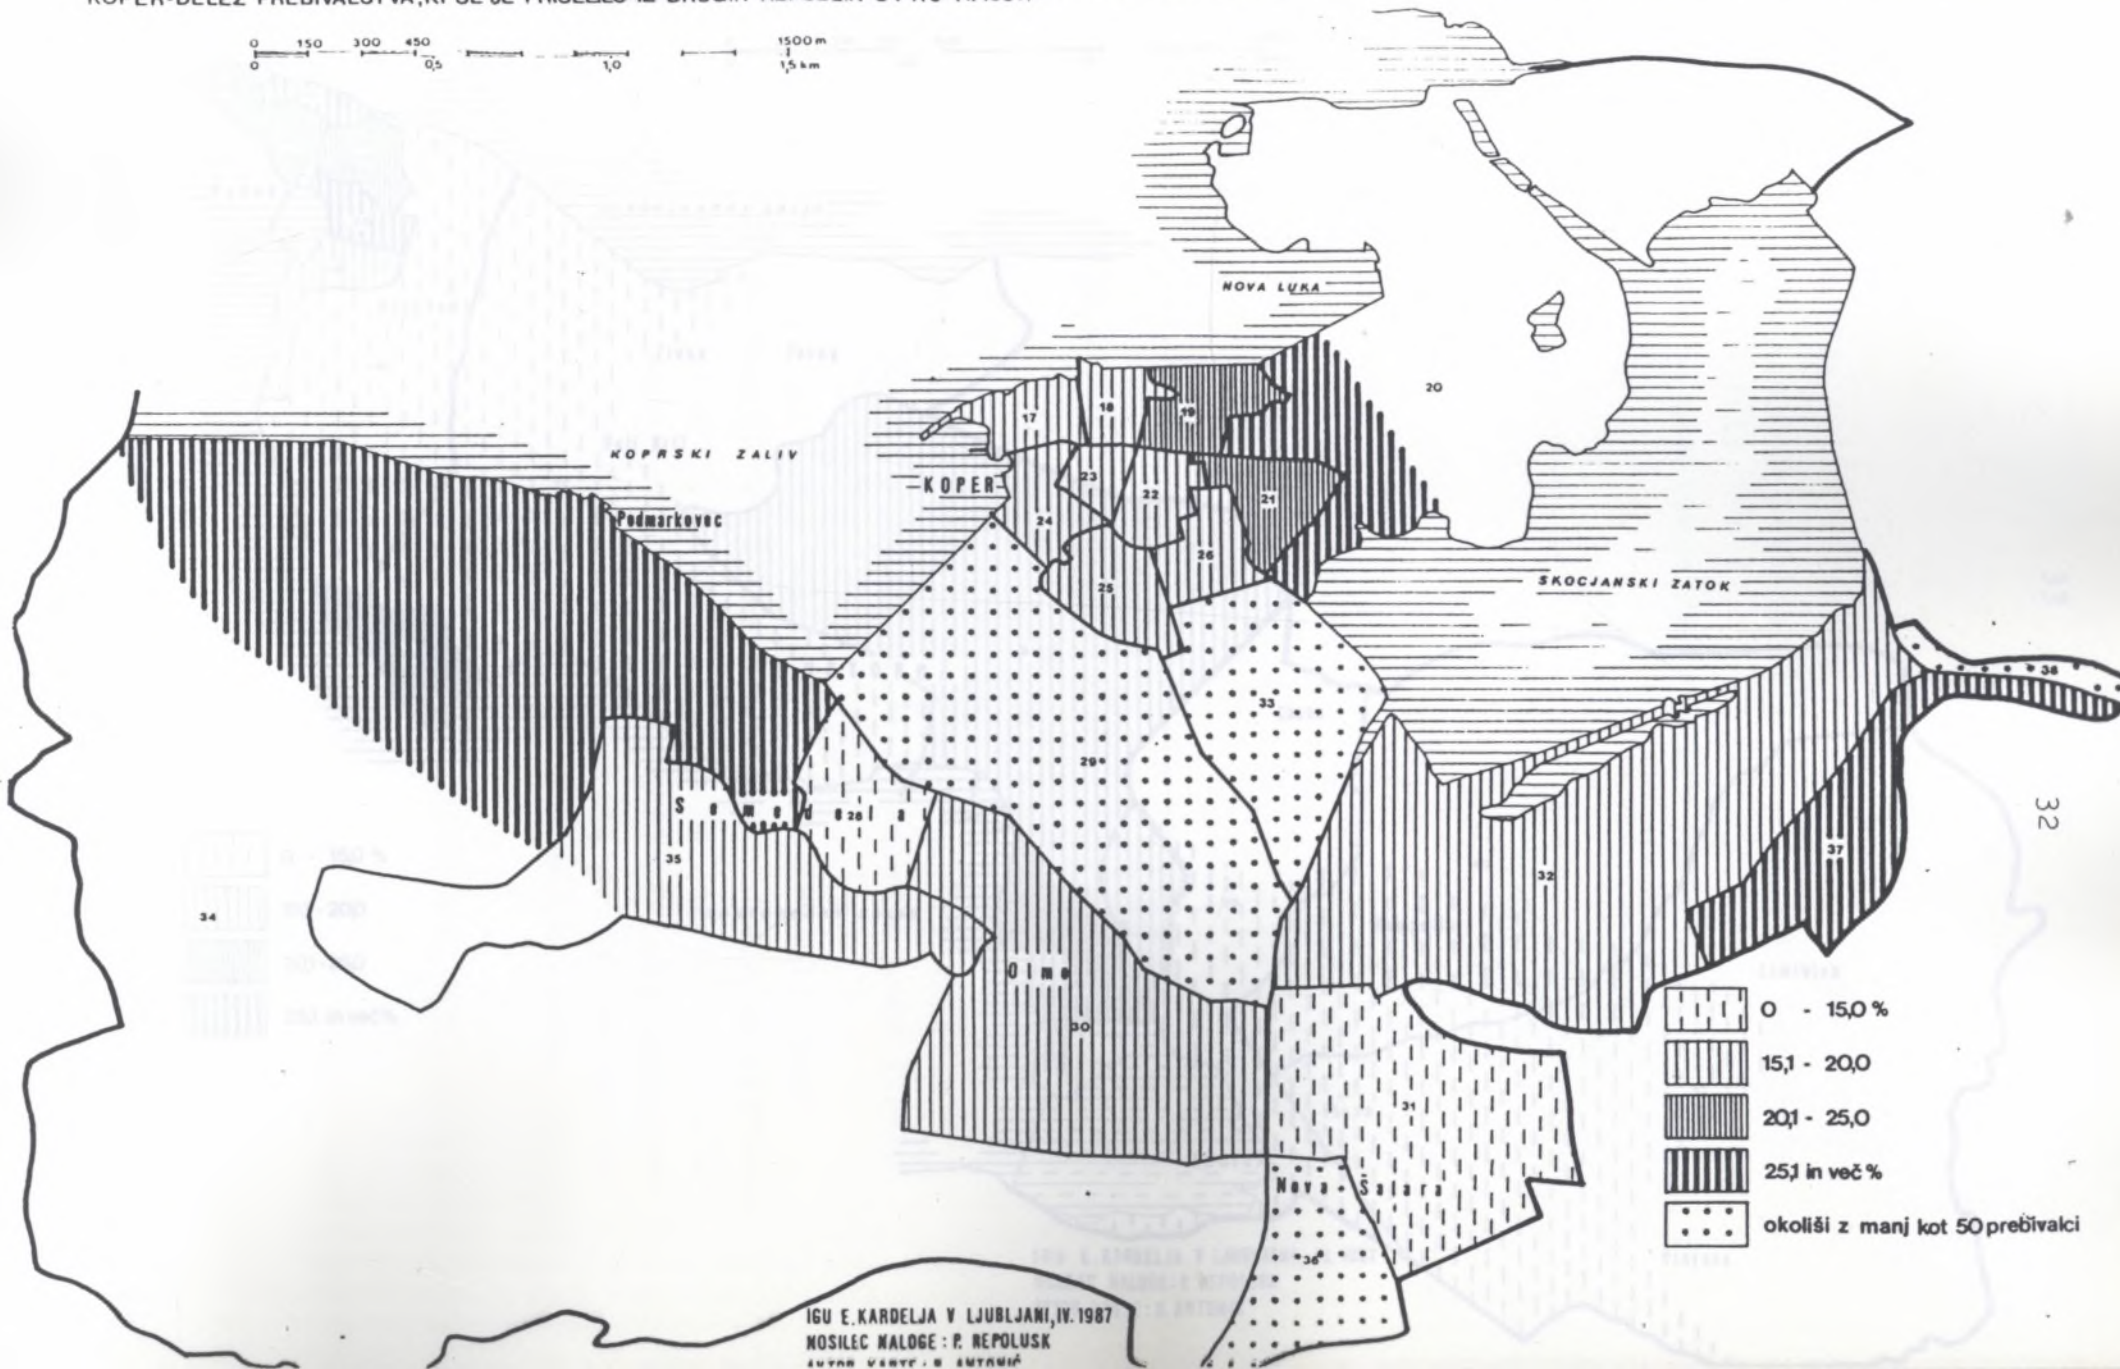 0 150 300 450 1500 m
0 0,5 1,0 1,5 km
NOVA LUKA
20
17
18
19
KOPRSKI ZALIV
KOPER
23
22
21
24
26
25
Podmarkovec
SKOCJANSKI ZATOK
38
33
29
Semedela
28
35
32
37
34
Olmo
30
31
Nova Šalara
36
32
0 - 15,0 %
15,1 - 20,0
20,1 - 25,0
25,1 in več %
okoliši z manj kot 50 prebivalci
IGU E. KARDELJA V LJUBLJANI, IV. 1987
NOSILEC NALOGE : P. REPOLUSK